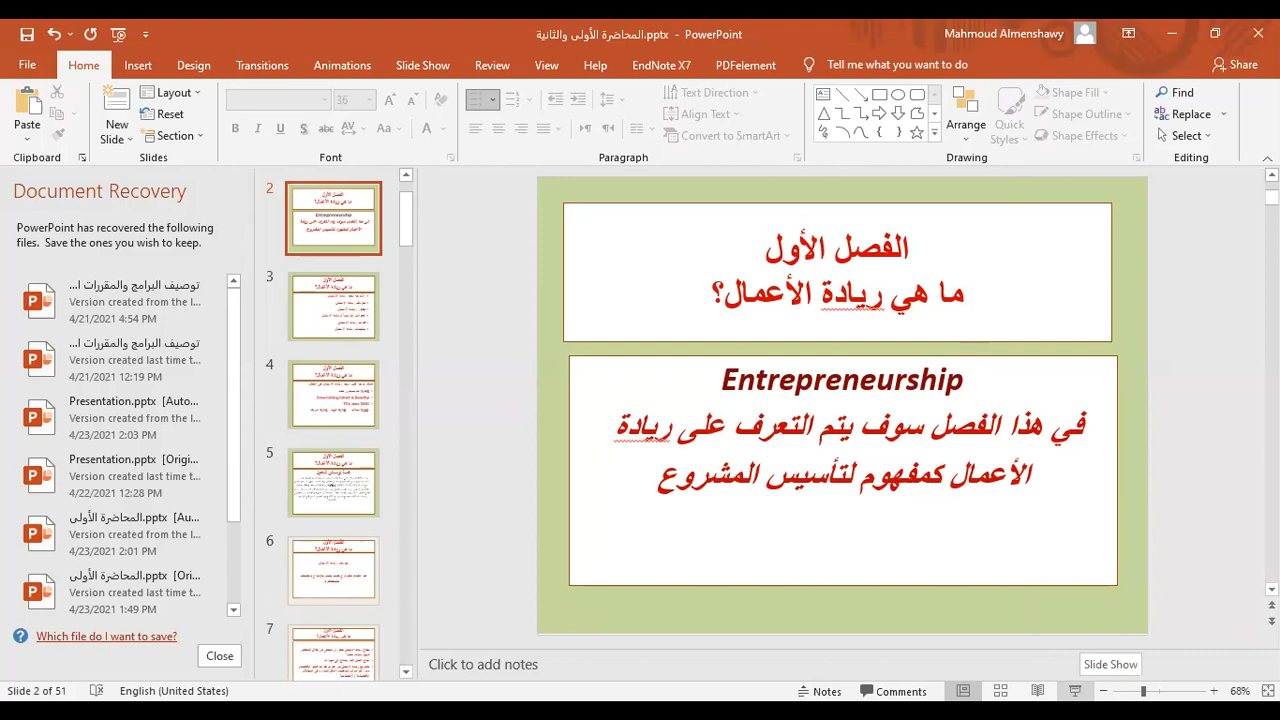 المحاضرة الأولى والثانية.pptx - PowerPoint
Mahmoud Almenshawy
File Home Insert Design Transitions Animations Slide Show Review View Help EndNote X7 PDFelement Tell me what you want to do Share
Paste
Clipboard
New Slide
Layout
Reset
Section
Slides
36
Font
Text Direction
Align Text
Convert to SmartArt
Paragraph
Arrange
Quick Styles
Shape Fill
Shape Outline
Shape Effects
Drawing
Find
Replace
Select
Editing
Document Recovery
PowerPoint has recovered the following
files. Save the ones you wish to keep.
توصيف البرامج والمقررات ا...
Version created from the l...
4/21/2021 4:54 PM
توصيف البرامج والمقررات ا...
Version created last time t...
4/21/2021 12:19 PM
Presentation.pptx [Auto...
Version created from the l...
4/23/2021 2:03 PM
Presentation.pptx [Origi...
Version created last time t...
4/22/2021 12:28 PM
المحاضرة الأولى.pptx [Au...
Version created from the l...
4/23/2021 2:01 PM
المحاضرة الأولى.pptx [Ori...
Version created last time t...
4/23/2021 1:49 PM
Which file do I want to save?
Close
2
3
4
5
6
7
الفصل الأول
ما هي ريادة الأعمال؟
Entrepreneurship
في هذا الفصل سوف يتم التعرف على ريادة
الأعمال كمفهوم لتأسيس المشروع
Click to add notes
Slide Show
Slide 2 of 51 English (United States) Notes Comments 68%